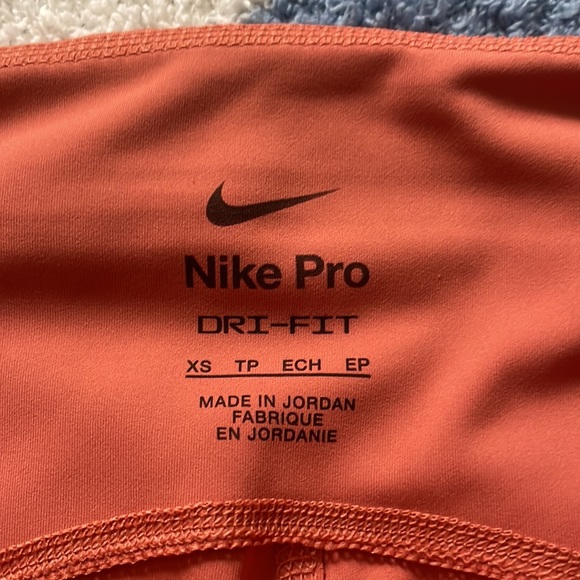 Nike Pro
DRI-FIT
XS TP ECH EP
MADE IN JORDAN
FABRIQUE
EN JORDANIE